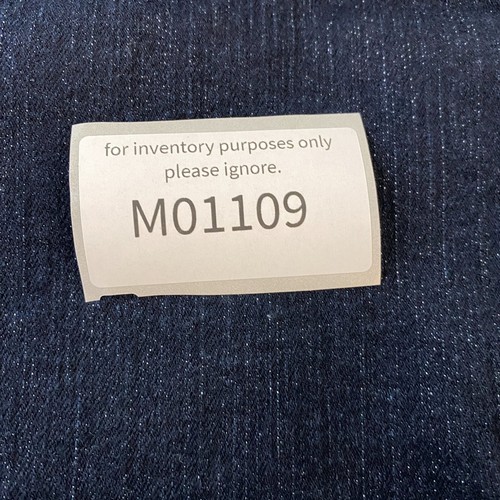 for inventory purposes only
please ignore.
M01109